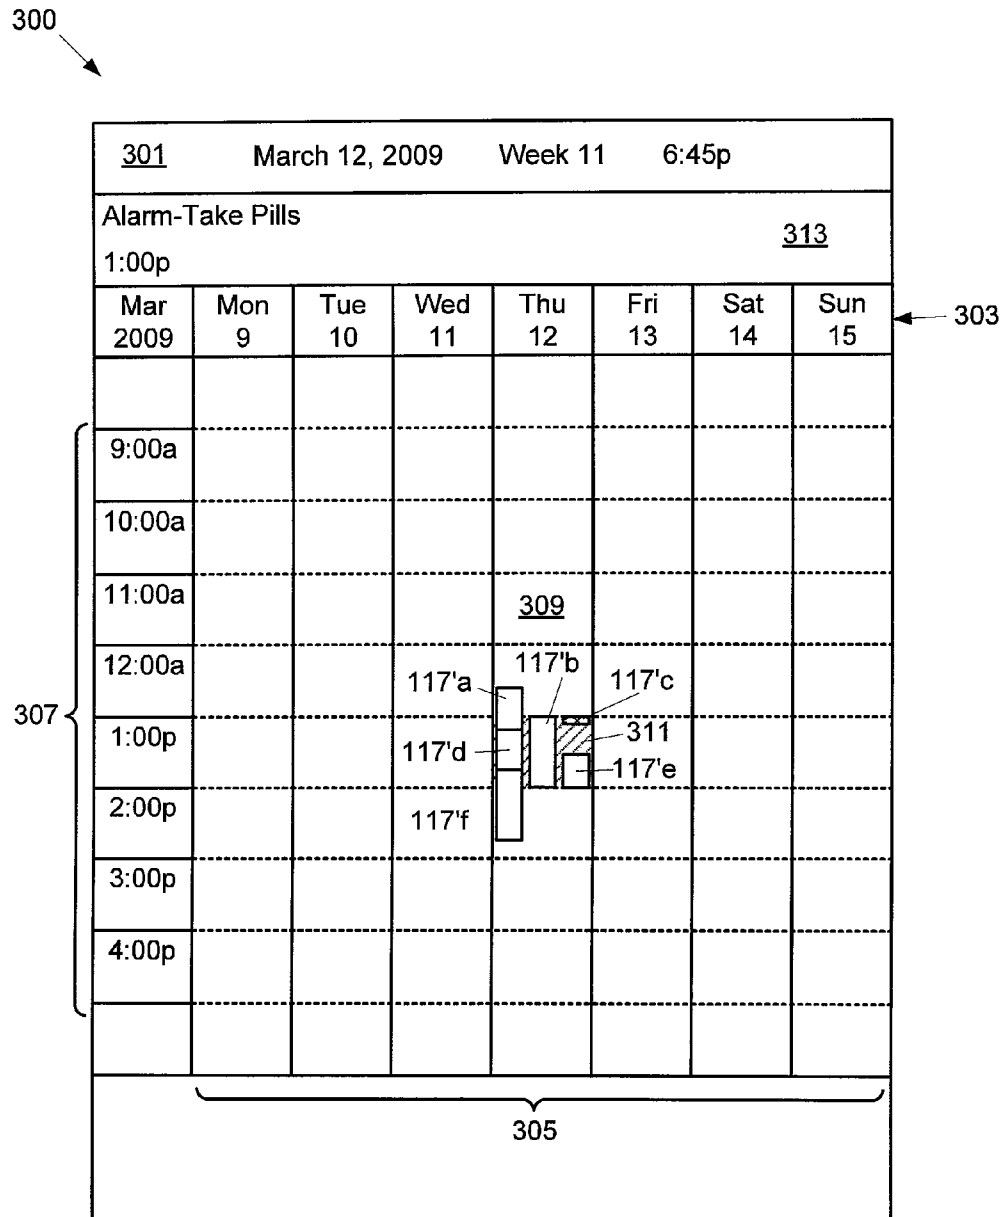 300
301 March 12, 2009 Week 11 6:45p
Alarm-Take Pills
313
1:00p
Mar 2009
Mon 9
Tue 10
Wed 11
Thu 12
Fri 13
Sat 14
Sun 15
303
9:00a
10:00a
11:00a
309
12:00a
117'b
117'a
117'c
307
1:00p
311
117'd
117'e
2:00p
117'f
3:00p
4:00p
305